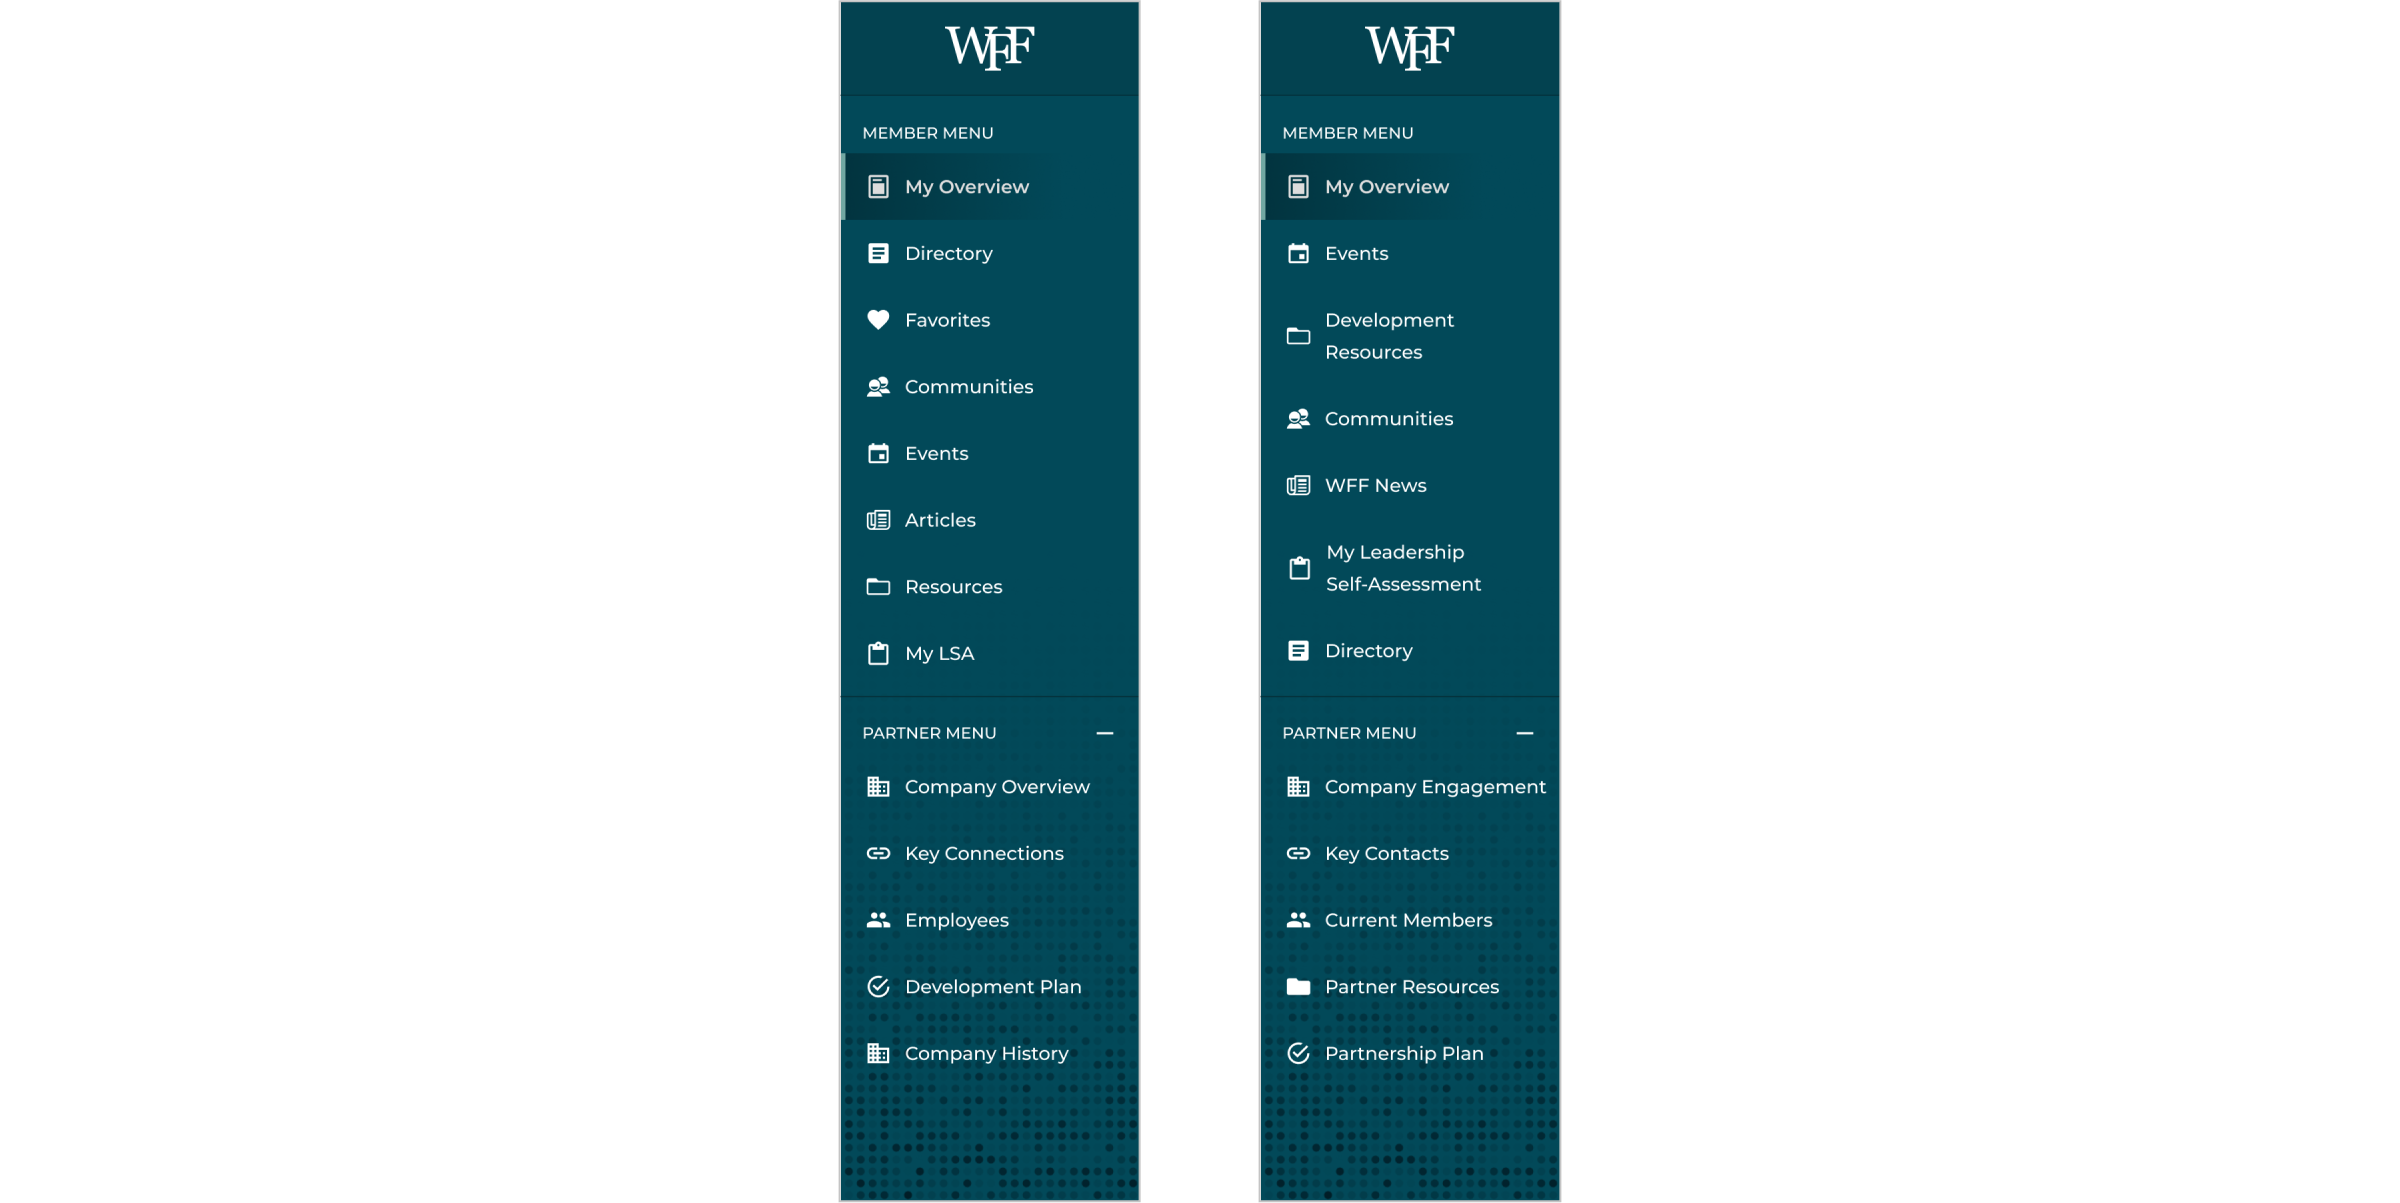 WFF
MEMBER MENU
My Overview
Directory
Favorites
Communities
Events
Articles
Resources
My LSA
PARTNER MENU
Company Overview
Key Connections
Employees
Development Plan
Company History
WFF
MEMBER MENU
My Overview
Events
Development
Resources
Communities
WFF News
My Leadership
Self-Assessment
Directory
PARTNER MENU
Company Engagement
Key Contacts
Current Members
Partner Resources
Partnership Plan